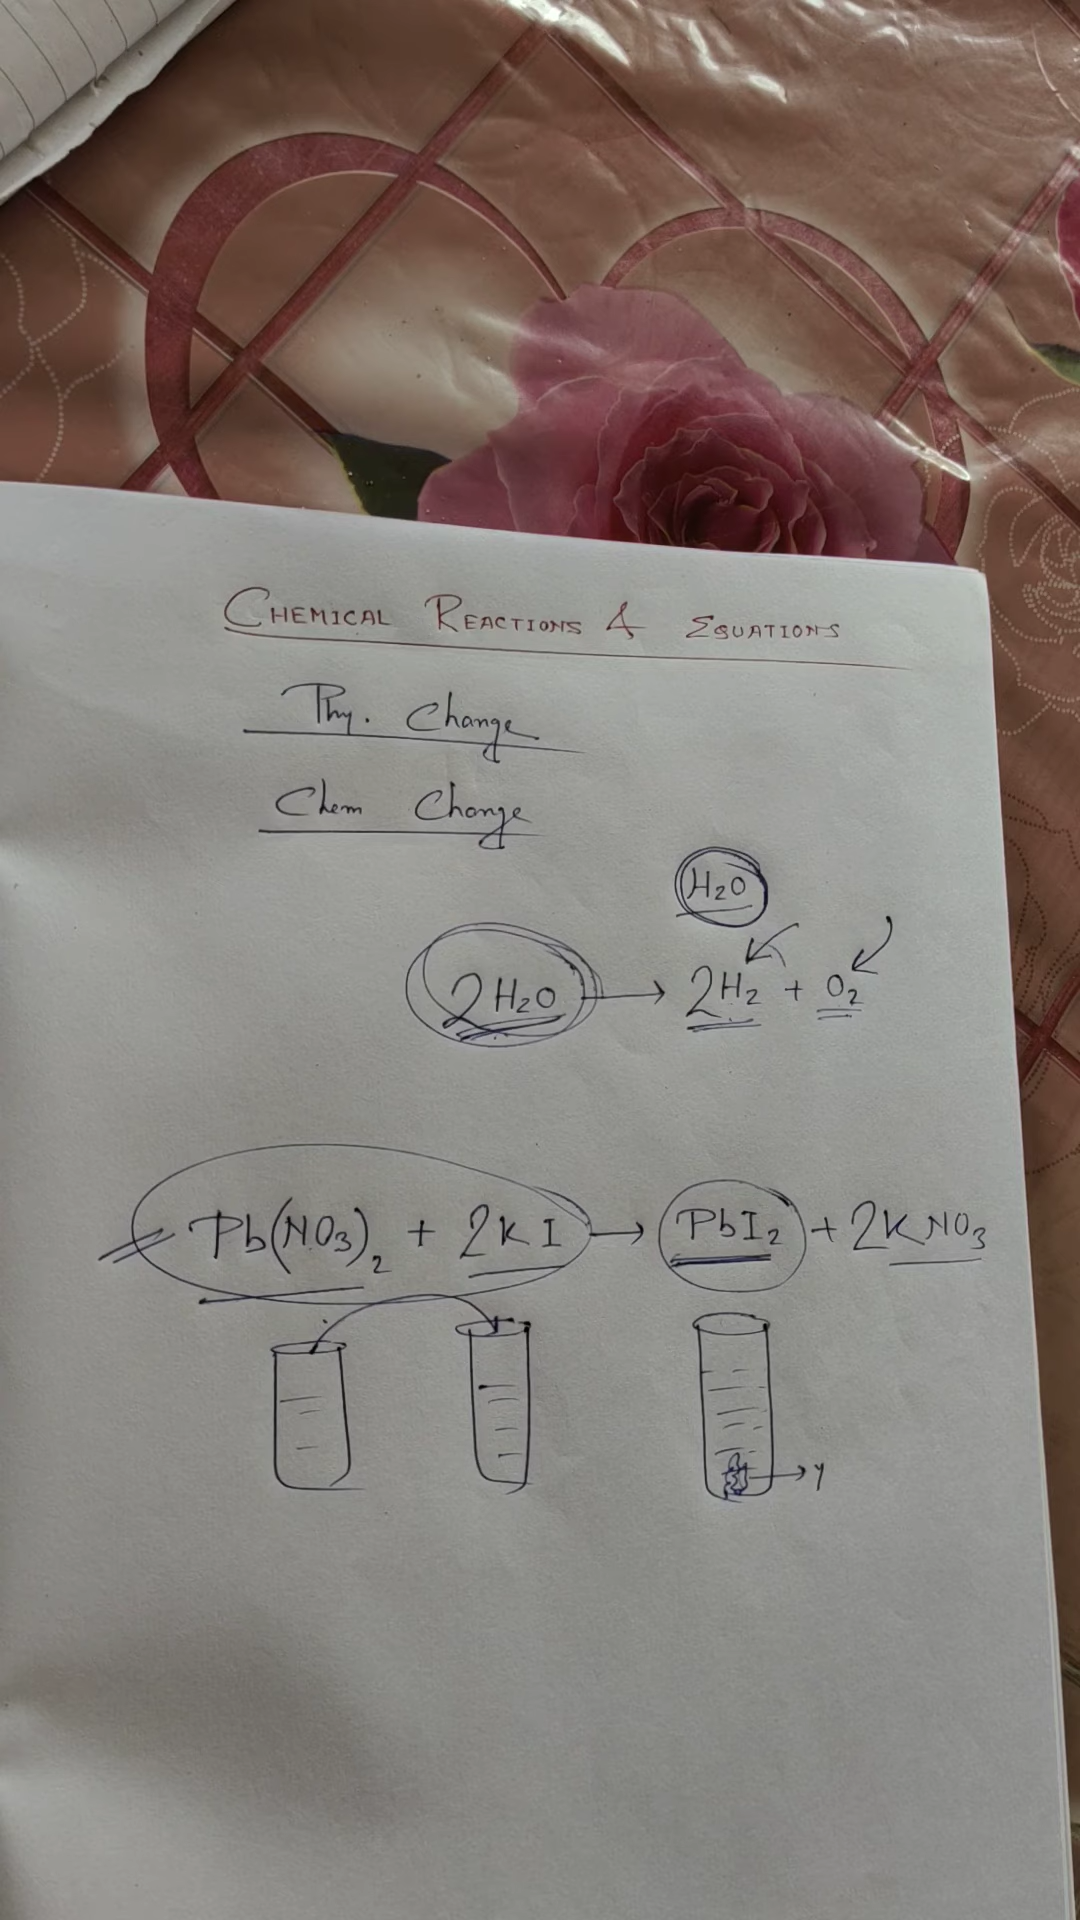 CHEMICAL REACTIONS & EQUATIONS
Phy. Change
Chem Change
H₂O
2H₂O → 2H₂ + O₂
Pb(NO₃)₂ + 2KI → PbI₂ + 2KNO₃
→ Y